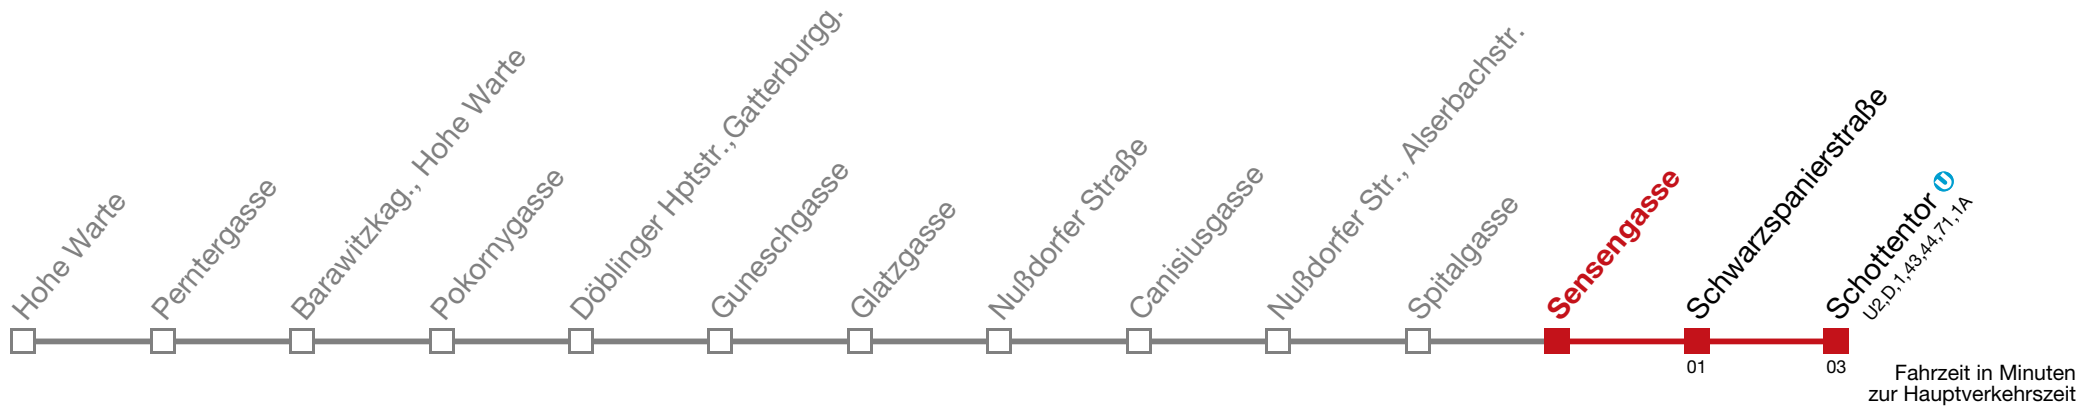 Hohe Warte
Perntergasse
Barawitzkag., Hohe Warte
Pokornygasse
Döblinger Hptstr.,Gatterburgg.
Guneschgasse
Glatzgasse
Nußdorfer Straße
Canisiusgasse
Nußdorfer Str., Alserbachstr.
Spitalgasse
Sensengasse
Schwarzspanierstraße
Schottentor U
U2,D,1,43,44,71,1A
01
03
Fahrzeit in Minuten
zur Hauptverkehrszeit